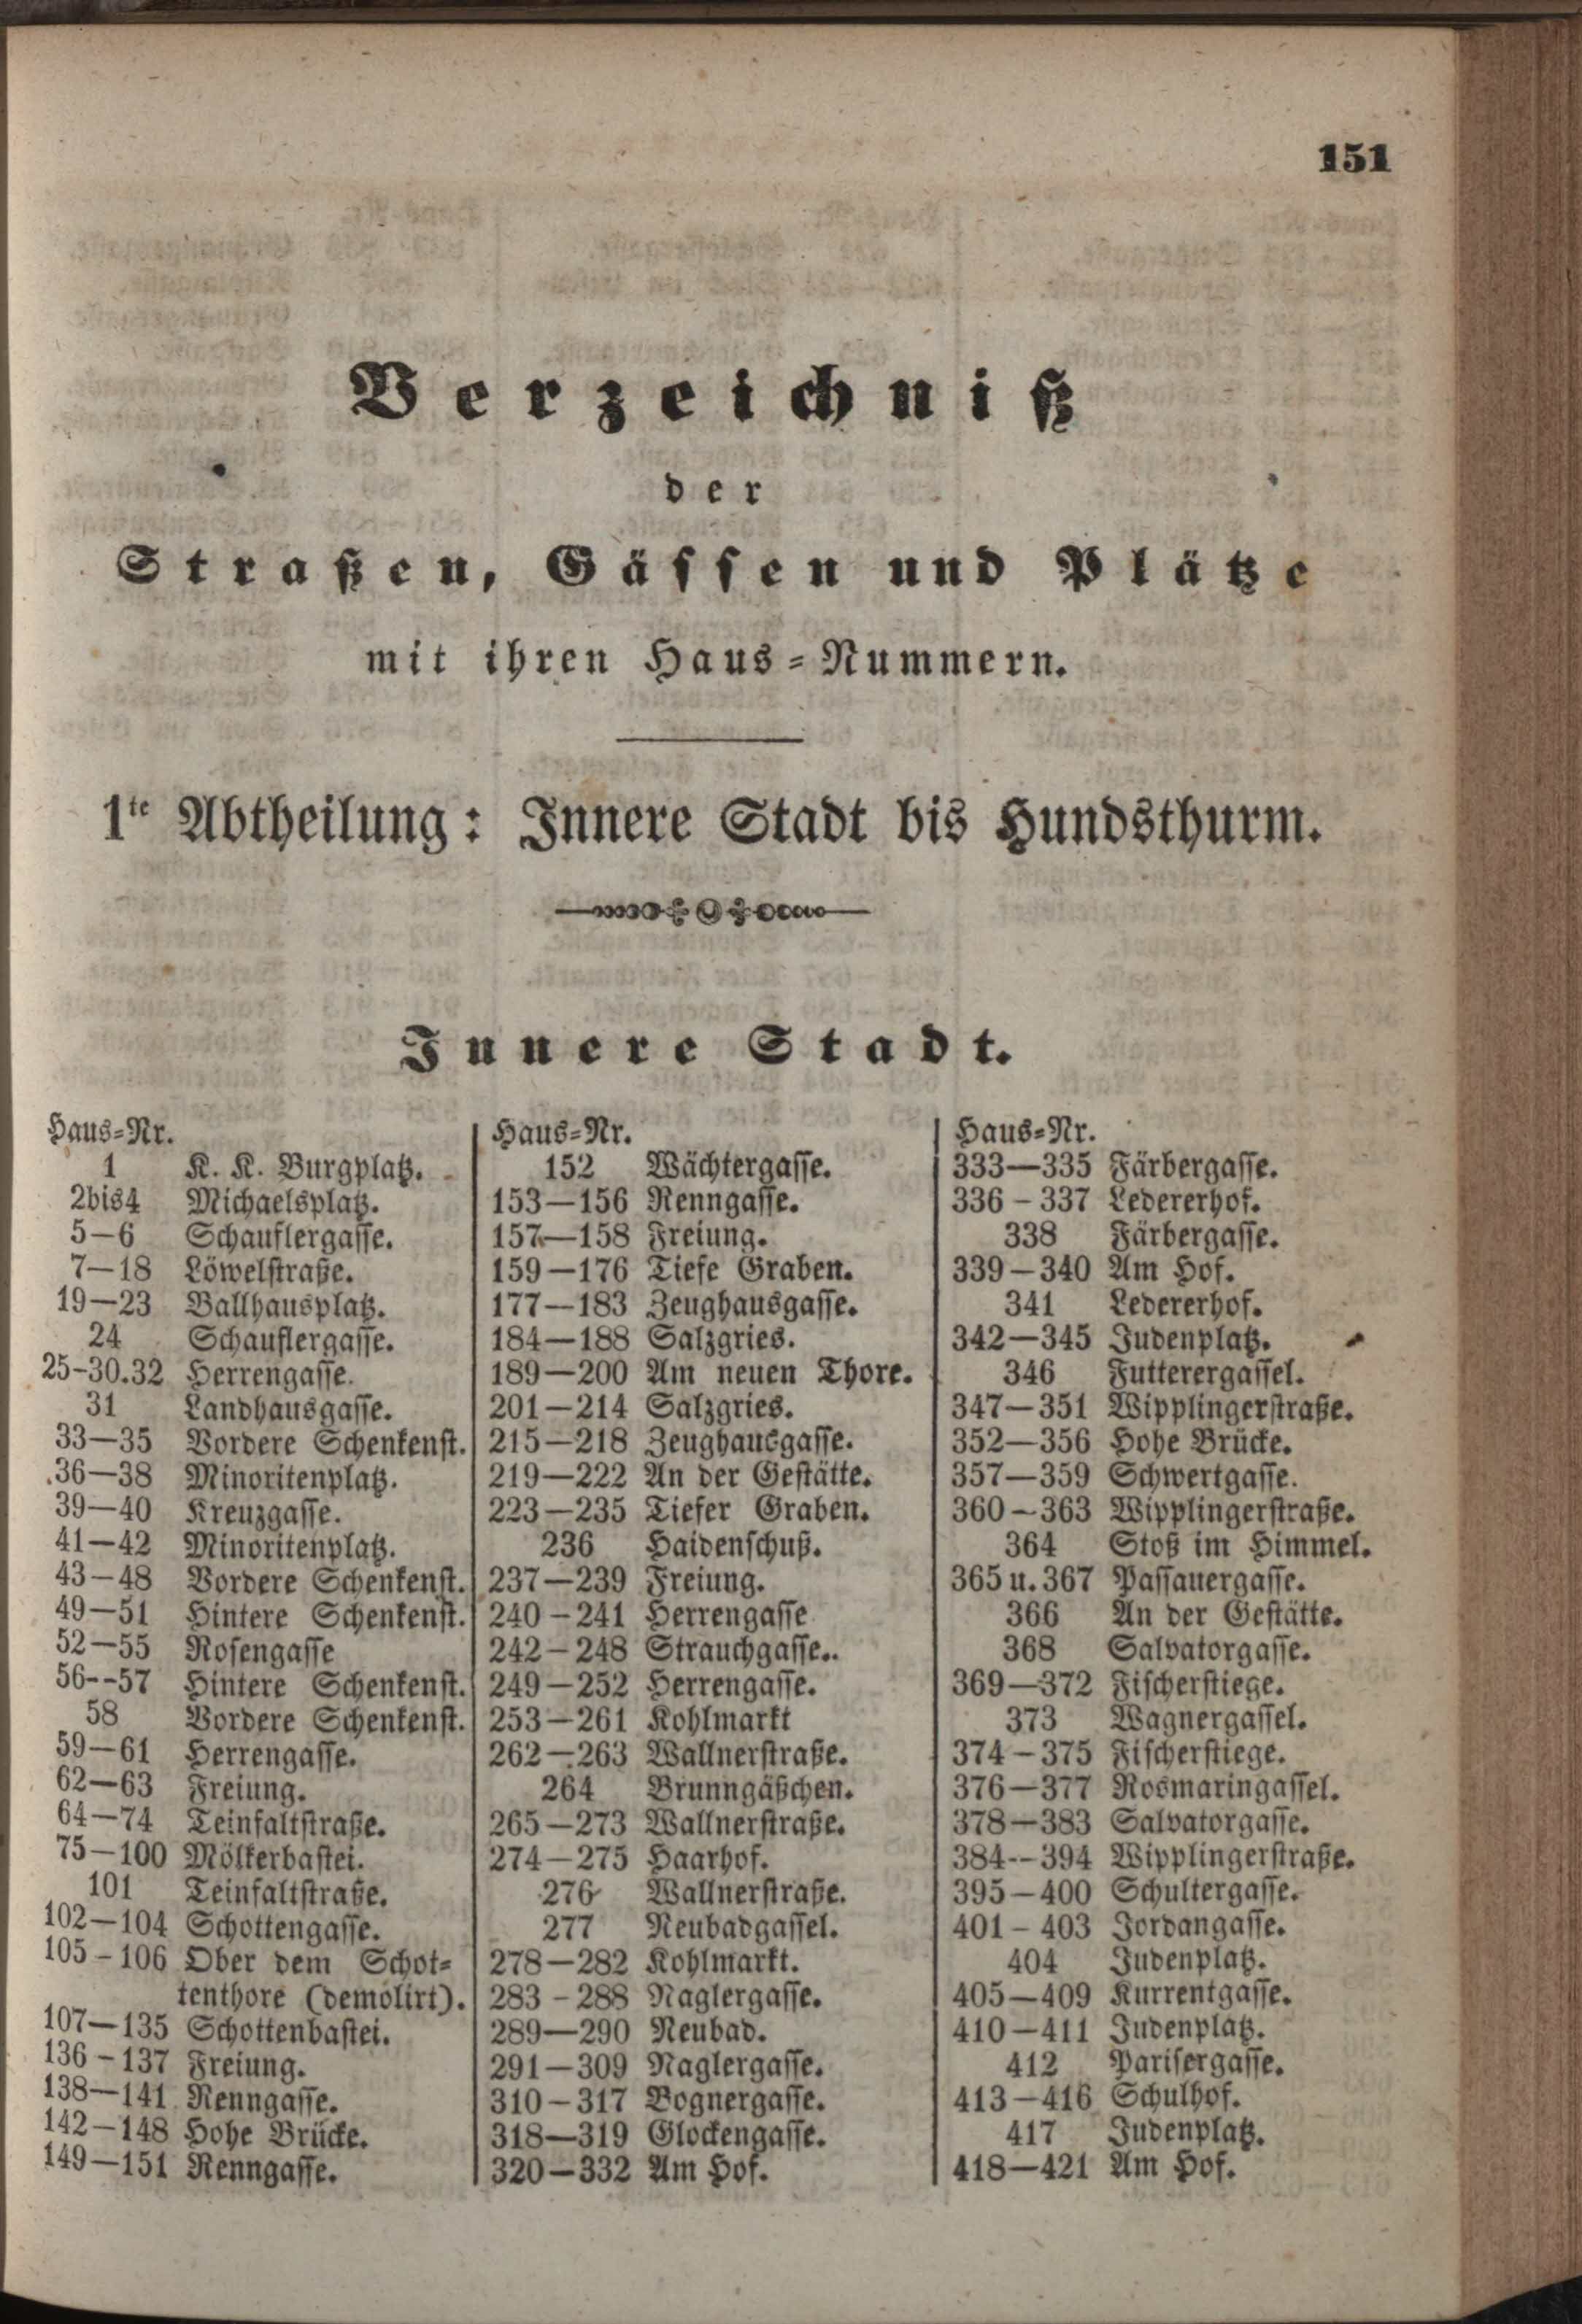 151
Verzeichniß
der
Straßen, Gässen und Plätze
mit ihren Haus-Nummern.
1te Abtheilung: Innere Stadt bis Hundsthurm.
Innere Stadt.
Haus-Nr.
1 K. K. Burgplatz.
2bis4 Michaelsplatz.
5—6 Schauflergasse.
7—18 Löwelstraße.
19—23 Ballhausplatz.
24 Schauflergasse.
25-30.32 Herrengasse.
31 Landhausgasse.
33—35 Vordere Schenkenst.
36—38 Minoritenplatz.
39—40 Kreuzgasse.
41—42 Minoritenplatz.
43—48 Vordere Schenkenst.
49—51 Hintere Schenkenst.
52—55 Rosengasse
56--57 Hintere Schenkenst.
58 Vordere Schenkenst.
59—61 Herrengasse.
62—63 Freiung.
64—74 Teinfaltstraße.
75—100 Mölkerbastei.
101 Teinfaltstraße.
102—104 Schottengasse.
105–106 Ober dem Schot-
tenthore (demolirt).
107—135 Schottenbastei.
136–137 Freiung.
138—141 Renngasse.
142—148 Hohe Brücke.
149—151 Renngasse.
Haus-Nr.
152 Wächtergasse.
153—156 Renngasse.
157—158 Freiung.
159—176 Tiefe Graben.
177—183 Zeughausgasse.
184—188 Salzgries.
189—200 Am neuen Thore.
201—214 Salzgries.
215—218 Zeughausgasse.
219—222 An der Gestätte.
223—235 Tiefer Graben.
236 Haidenschuß.
237—239 Freiung.
240–241 Herrengasse
242–248 Strauchgasse..
249—252 Herrengasse.
253—261 Kohlmarkt
262—263 Wallnerstraße.
264 Brunngäßchen.
265—273 Wallnerstraße.
274—275 Haarhof.
276 Wallnerstraße.
277 Neubadgassel.
278—282 Kohlmarkt.
283–288 Naglergasse.
289—290 Neubad.
291—309 Naglergasse.
310–317 Bognergasse.
318—319 Glockengasse.
320—332 Am Hof.
Haus-Nr.
333—335 Färbergasse.
336–337 Ledererhof.
338 Färbergasse.
339–340 Am Hof.
341 Ledererhof.
342—345 Judenplatz.
346 Futterergassel.
347—351 Wipplingerstraße.
352—356 Hohe Brücke.
357—359 Schwertgasse.
360—363 Wipplingerstraße.
364 Stoß im Himmel.
365 u. 367 Passauergasse.
366 An der Gestätte.
368 Salvatorgasse.
369—372 Fischerstiege.
373 Wagnergassel.
374–375 Fischerstiege.
376—377 Rosmaringassel.
378—383 Salvatorgasse.
384--394 Wipplingerstraße.
395–400 Schultergasse.
401–403 Jordangasse.
404 Judenplatz.
405—409 Kurrentgasse.
410—411 Judenplatz.
412 Parisergasse.
413—416 Schulhof.
417 Judenplatz.
418—421 Am Hof.